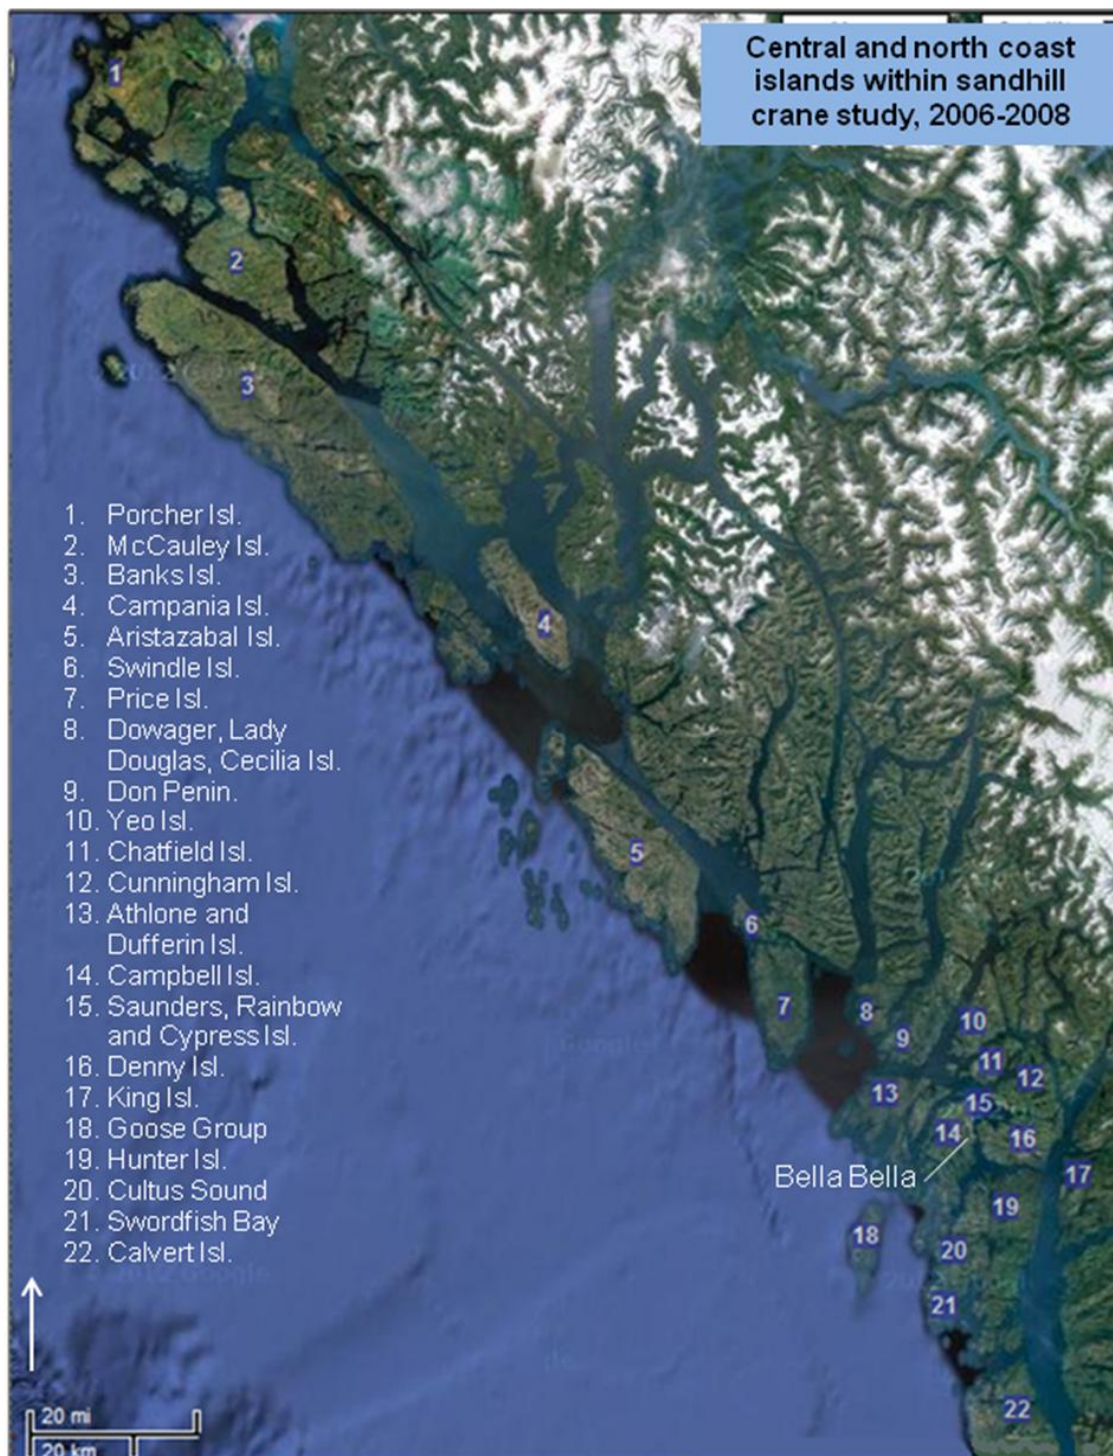 Central and north coast
islands within sandhill
crane study, 2006-2008
1
2
3
1. Porcher Isl.
2. McCauley Isl.
3. Banks Isl.
4. Campania Isl.
5. Aristazabal Isl.
6. Swindle Isl.
7. Price Isl.
8. Dowager, Lady
Douglas, Cecilia Isl.
9. Don Penin.
10. Yeo Isl.
11. Chatfield Isl.
12. Cunningham Isl.
13. Athlone and
Dufferin Isl.
14. Campbell Isl.
15. Saunders, Rainbow
and Cypress Isl.
16. Denny Isl.
17. King Isl.
18. Goose Group
19. Hunter Isl.
20. Cultus Sound
21. Swordfish Bay
22. Calvert Isl.
4
5
6
7
8
9
10
11
12
13
15
14
16
Bella Bella
17
19
18
20
21
22
20 mi
20 km